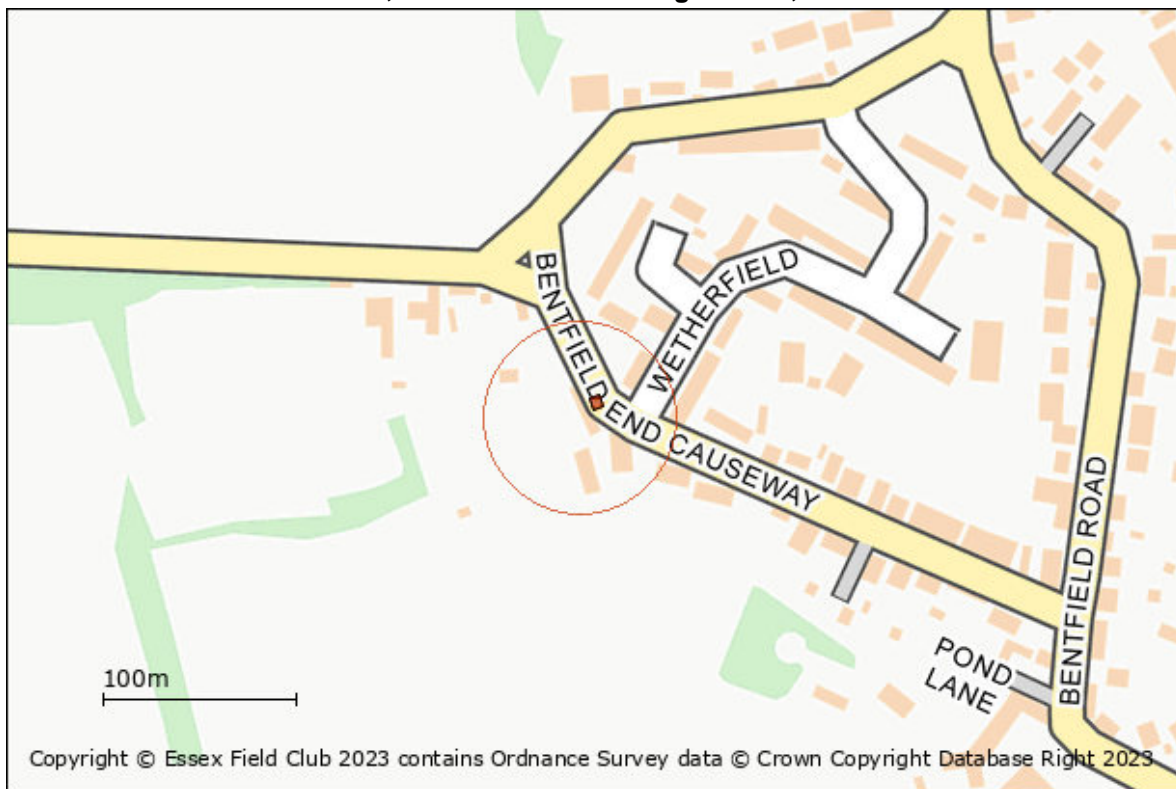 BENTFIELD END CAUSEWAY
WETHERFIELD
BENTFIELD ROAD
POND
LANE
100m
Copyright © Essex Field Club 2023 contains Ordnance Survey data © Crown Copyright Database Right 2023